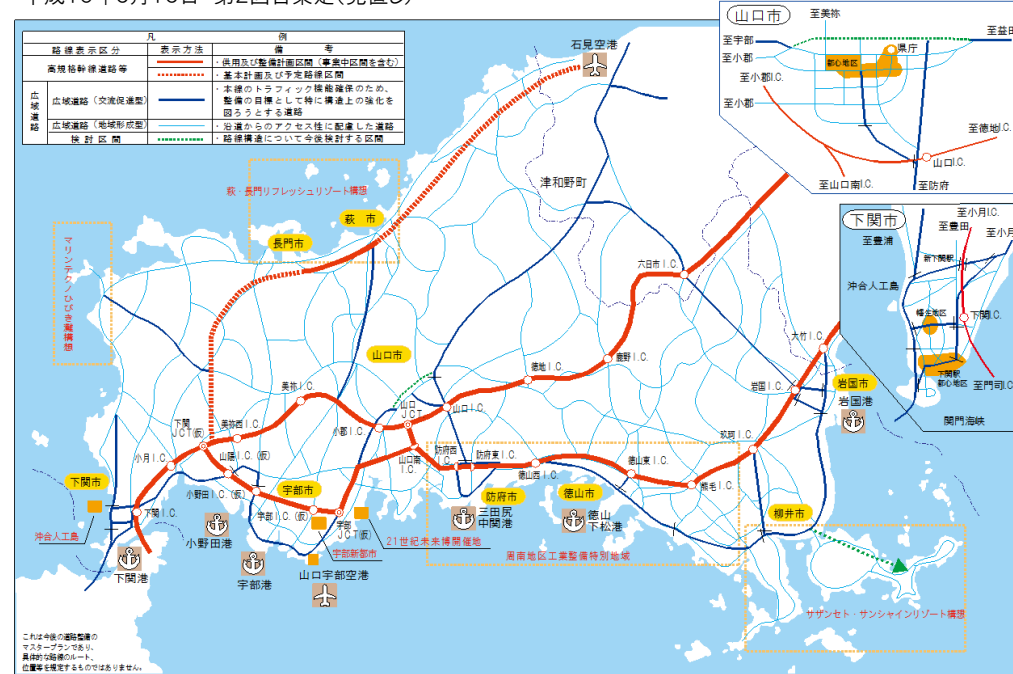 凡 例
路線表示区分 表示方法 備 考
高規格幹線道路等 ・供用及び整備計画区間（事業中区間を含む）
・基本計画及び予定路線区間
広域道路 広域道路（交流促進型） ・本線のトラフィック機能確保のため、
整備の目標として特に構造上の強化を
図ろうとする道路
広域道路（地域形成型） ・沿道からのアクセス性に配慮した道路
検討区間 ・路線構造について今後検討する区間
石見空港
津和野町
萩・長門リフレッシュリゾート構想
萩 市
長門市
マリンテクノひびき灘構想
六日市I.C.
山口市
鹿野I.C.
徳地I.C.
大竹I.C.
岩国I.C.
岩国市
岩国港
美祢I.C.
山口JCT
山口I.C.
小郡I.C.
美祢西I.C.
下関JCT(仮)
山陽I.C.(仮)
小月I.C.
山口南I.C.
防府西I.C.
防府東I.C.
徳山西I.C.
徳山東I.C.
玖珂I.C.
熊毛I.C.
下関市
小野田I.C.(仮)
宇部市
宇部I.C.(仮)
宇部JCT(仮)
防府市
徳山市
柳井市
沖合人工島
下関I.C.
小野田港
三田尻中関港
徳山下松港
21世紀未来博開催地
宇部新都市
周南地区工業整備特別地域
下関港
宇部港
山口宇部空港
サザンセト・サンシャインリゾート構想
これは今後の道路整備の
マスタープランであり、
具体的な路線のルート、
位置等を規定するものではありません。
山口市
至美祢
至宇部
至益田
至小郡
県庁
都心地区
至小郡I.C.
至小郡
至徳地I.C.
山口I.C.
至山口南I.C.
至防府
下関市
至小月I.C.
至豊田
至小月
至豊浦
新下関駅
沖合人工島
幡生地区
下関I.C.
下関駅
都心地区
至門司I.C.
関門海峡